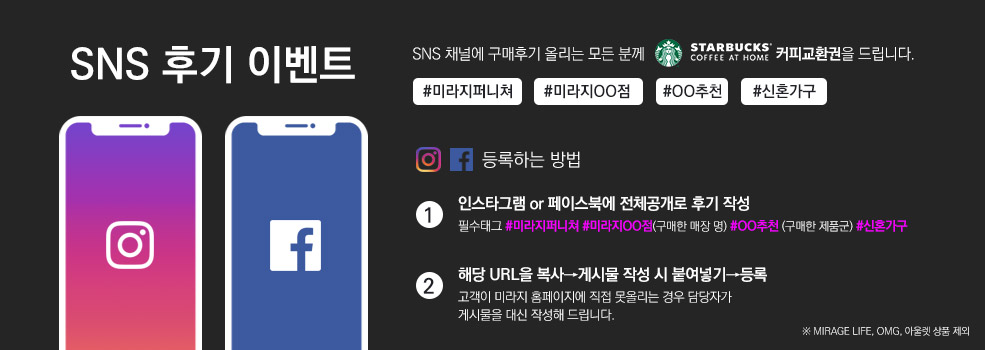 SNS 후기 이벤트
SNS 채널에 구매후기 올리는 모든 분께 STARBUCKS COFFEE AT HOME 커피교환권을 드립니다.
#미라지퍼니쳐 #미라지OO점 #OO추천 #신혼가구
등록하는 방법
1 인스타그램 or 페이스북에 전체공개로 후기 작성
필수태그 #미라지퍼니쳐 #미라지OO점(구매한 매장 명) #OO추천 (구매한 제품군) #신혼가구
2 해당 URL을 복사→게시물 작성 시 붙여넣기→등록
고객이 미라지 홈페이지에 직접 못올리는 경우 담당자가
게시물을 대신 작성해 드립니다.
※ MIRAGE LIFE, OMG, 아울렛 상품 제외